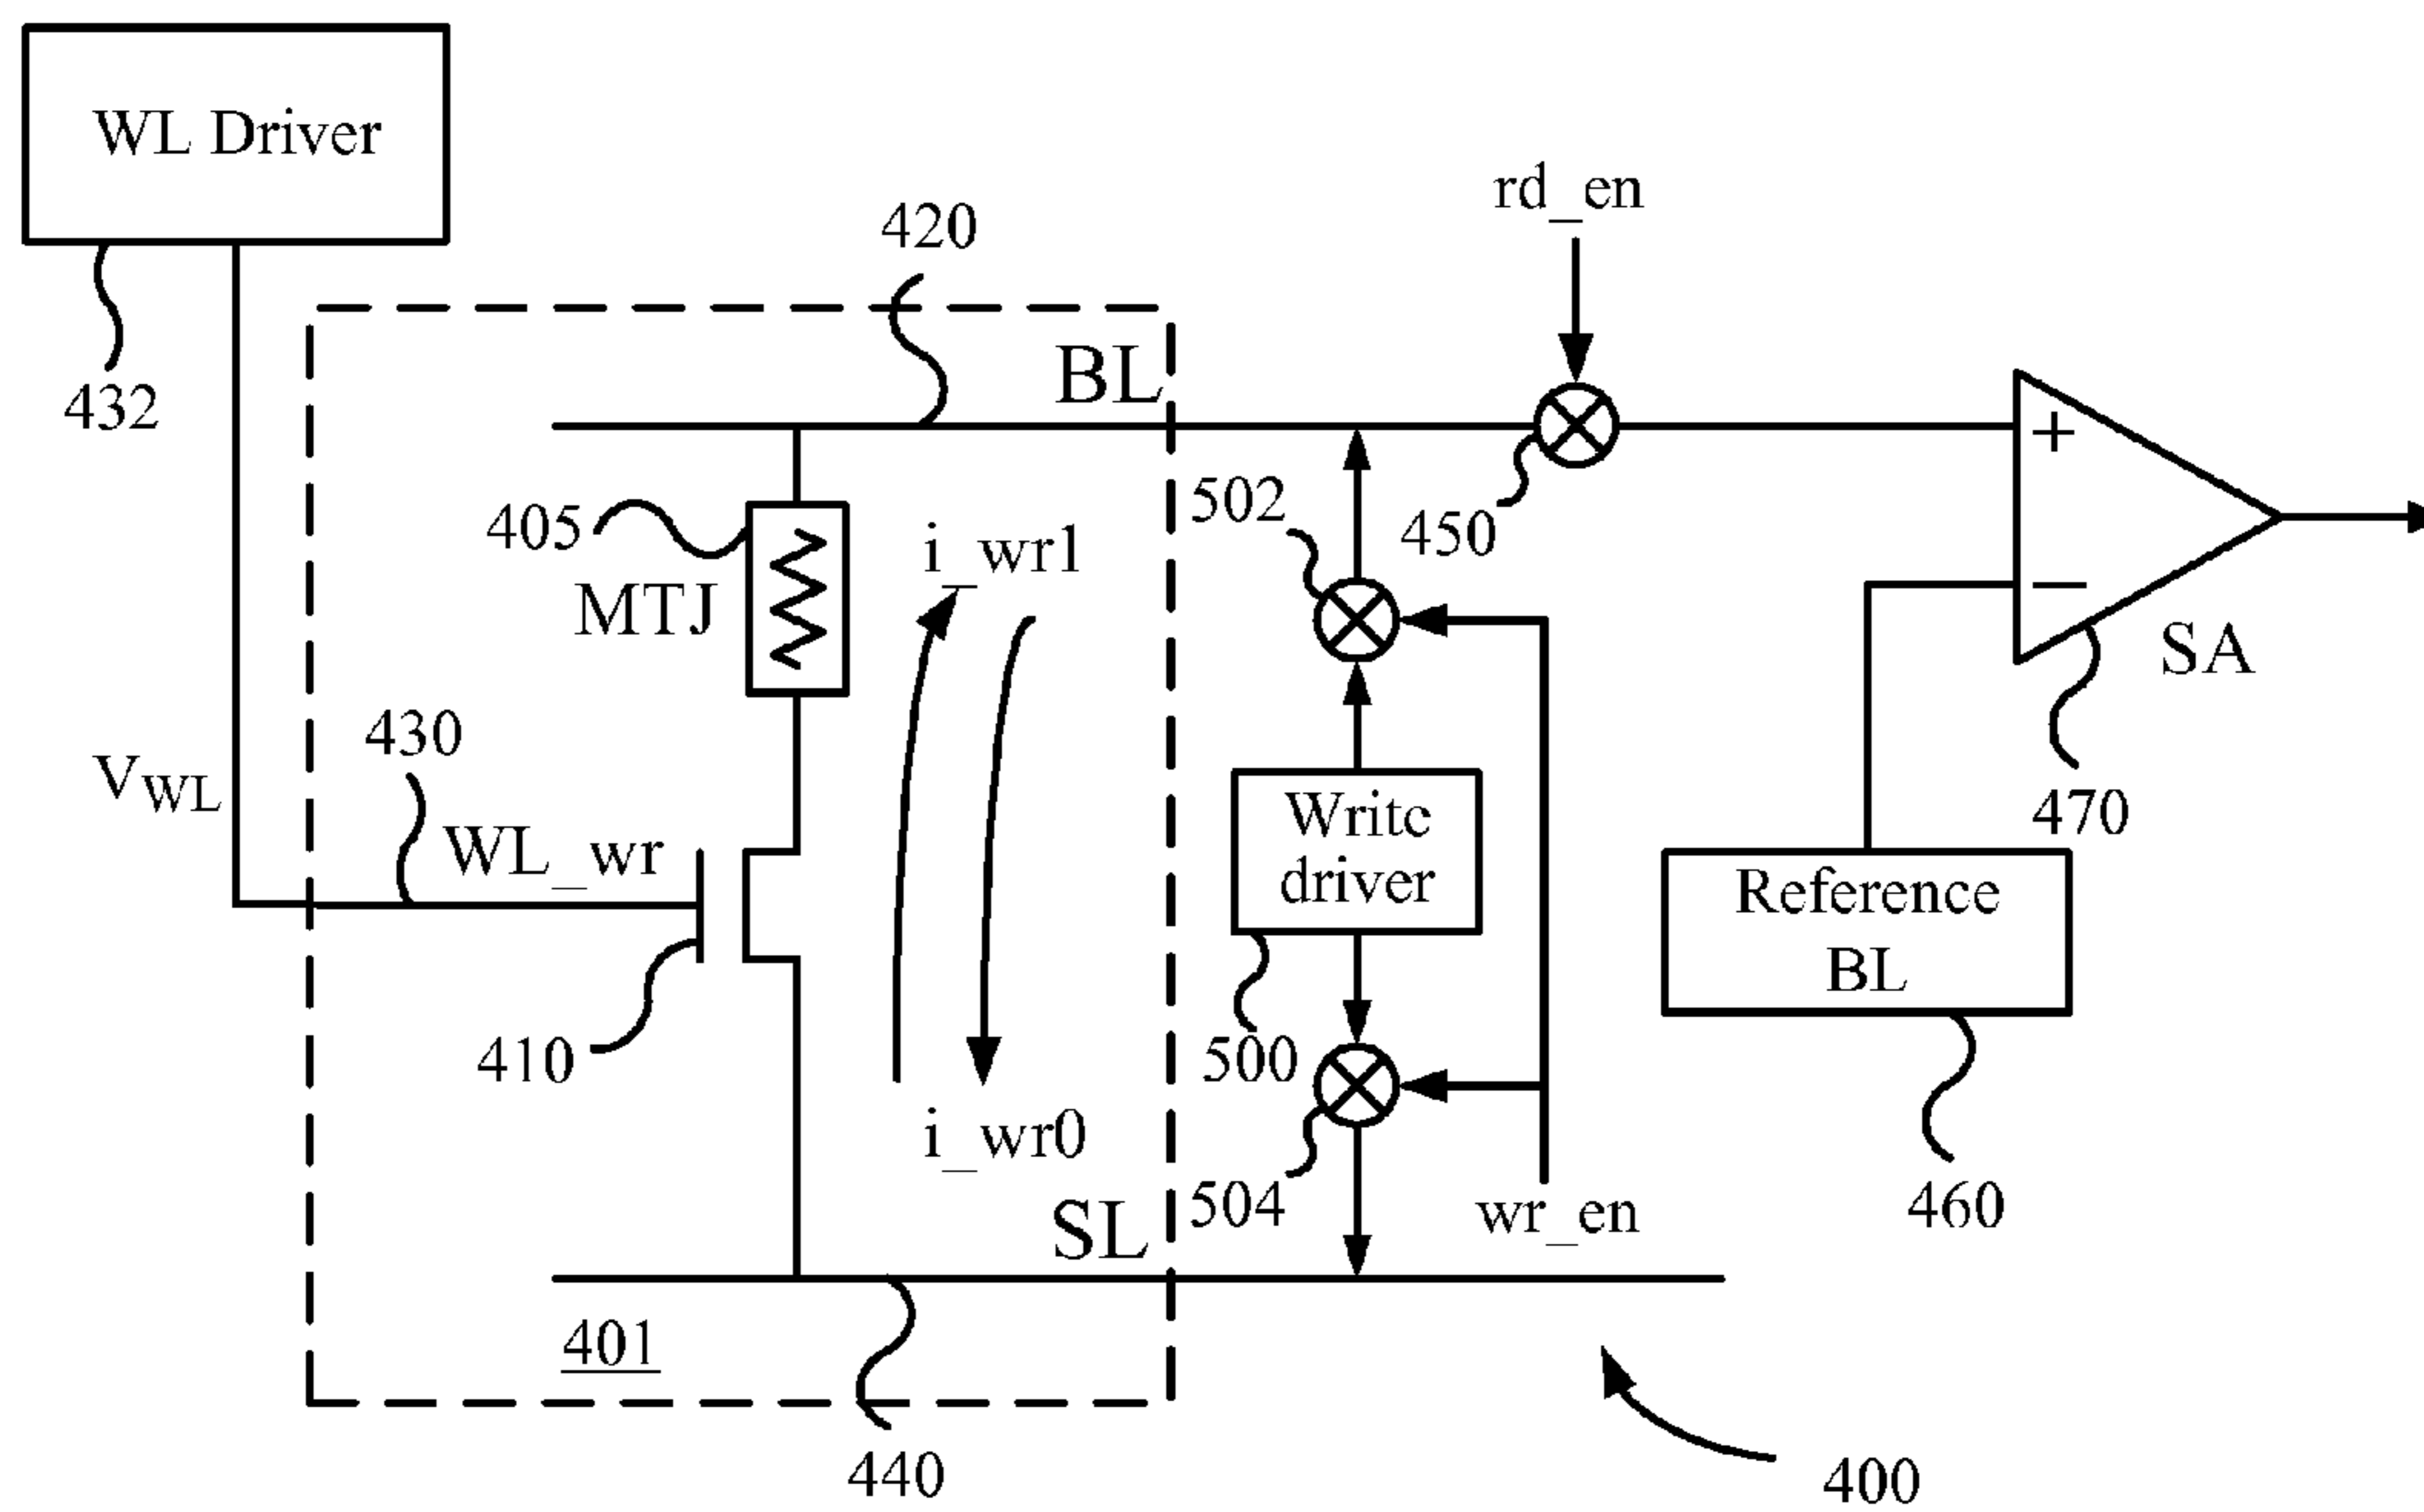 WL Driver
rd_en
420
432
BL
+
502
450
405
i_wr1
MTJ
SA
430
VWL
WL_wr
Write
driver
470
Reference
BL
410
500
i_wr0
504
wr_en
460
SL
401
440
400